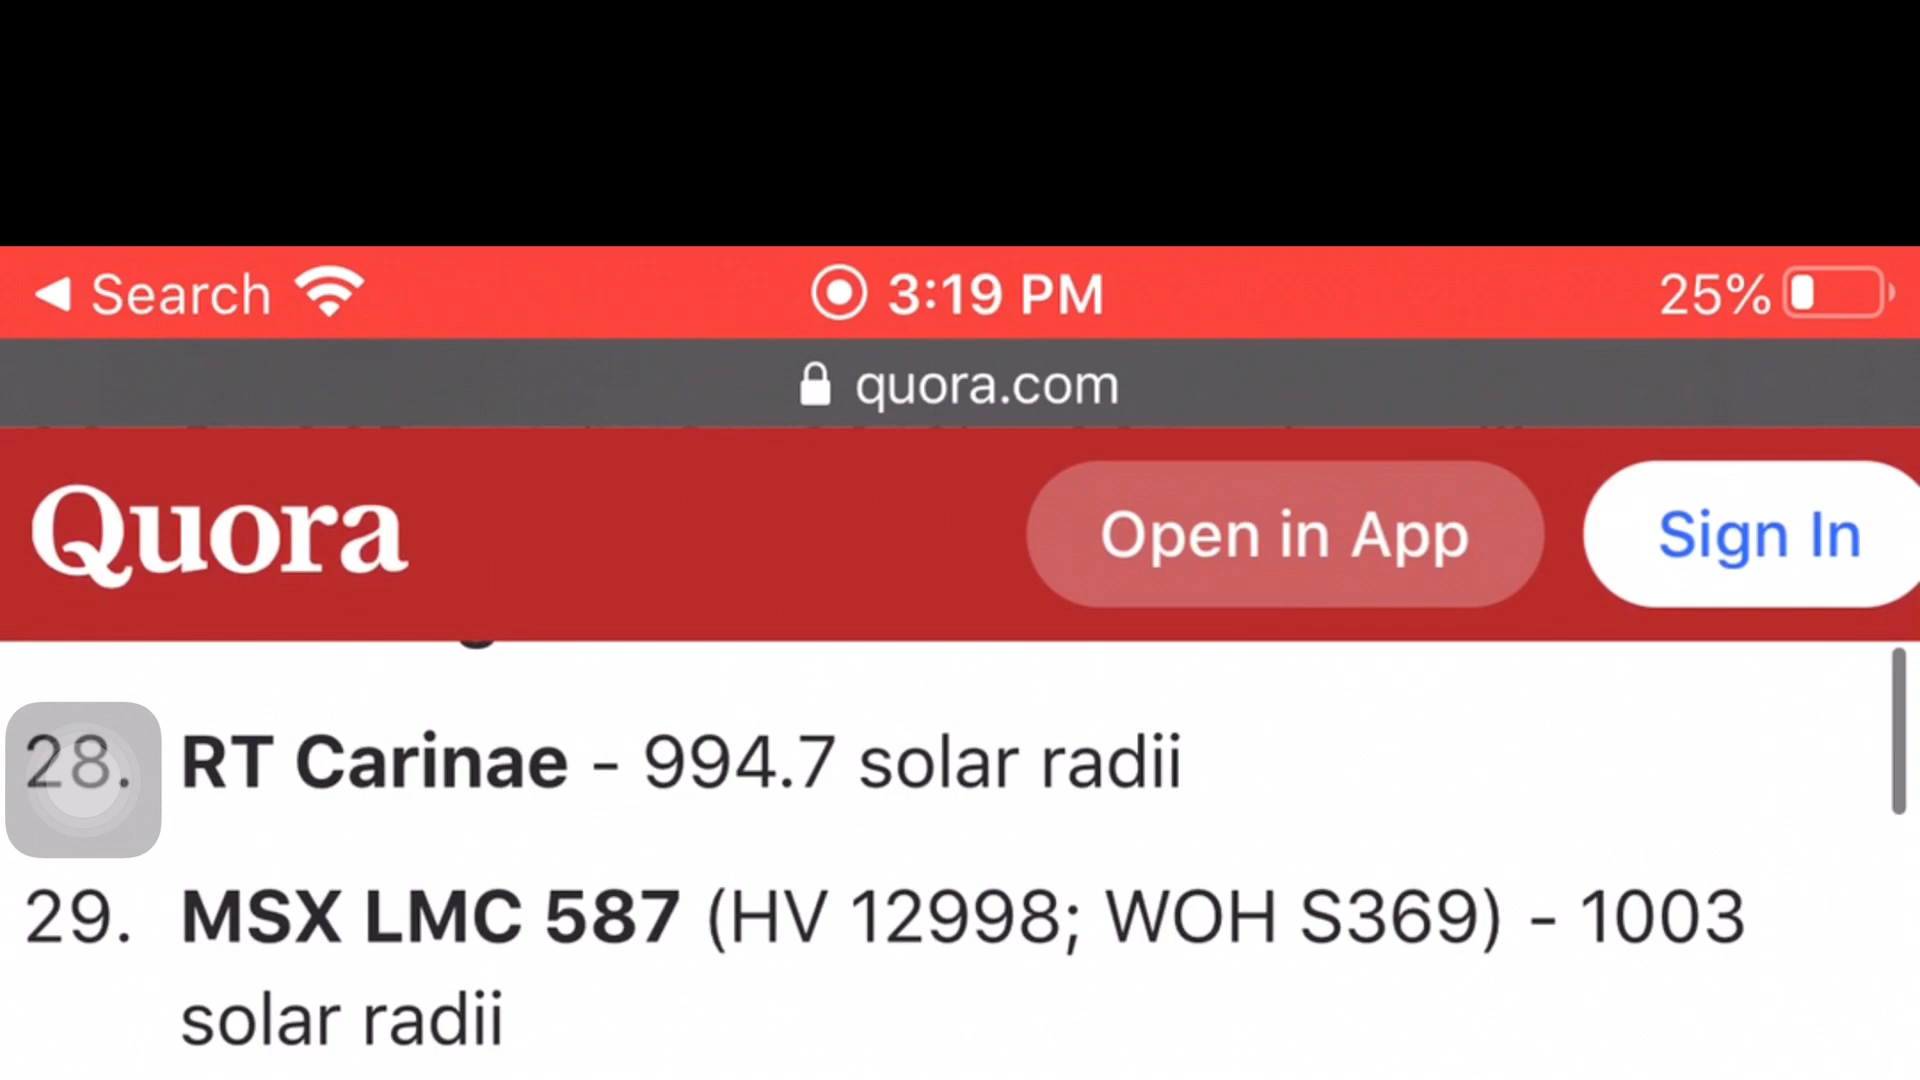 Search 3:19 PM 25%
quora.com
Quora Open in App Sign In
28. RT Carinae - 994.7 solar radii
29. MSX LMC 587 (HV 12998; WOH S369) - 1003
solar radii